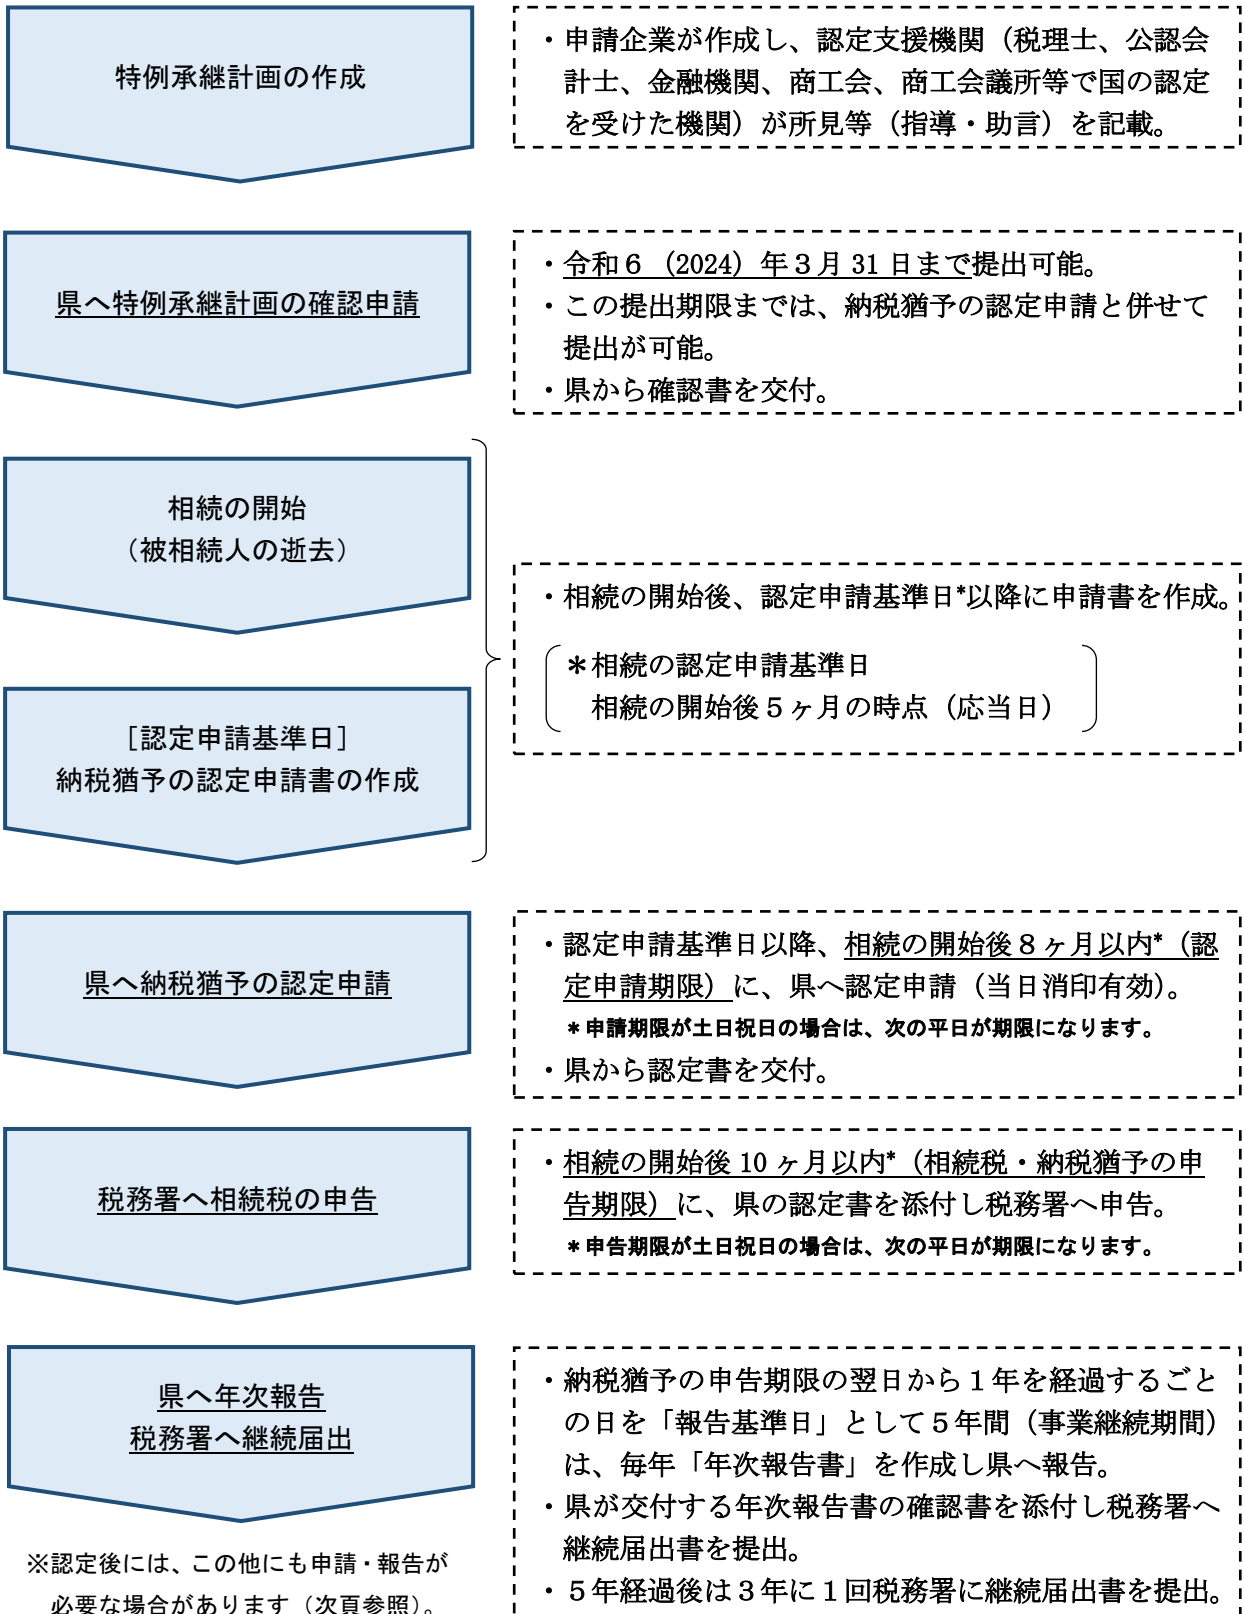 特例承継計画の作成
・申請企業が作成し、認定支援機関（税理士、公認会
計士、金融機関、商工会、商工会議所等で国の認定
を受けた機関）が所見等（指導・助言）を記載。
県へ特例承継計画の確認申請
・令和６（2024）年３月 31 日まで提出可能。
・この提出期限までは、納税猶予の認定申請と併せて
提出が可能。
・県から確認書を交付。
相続の開始
（被相続人の逝去）
［認定申請基準日］
納税猶予の認定申請書の作成
・相続の開始後、認定申請基準日*以降に申請書を作成。
＊相続の認定申請基準日
相続の開始後５ヶ月の時点（応当日）
県へ納税猶予の認定申請
・認定申請基準日以降、相続の開始後８ヶ月以内*（認
定申請期限）に、県へ認定申請（当日消印有効）。
＊申請期限が土日祝日の場合は、次の平日が期限になります。
・県から認定書を交付。
税務署へ相続税の申告
・相続の開始後 10 ヶ月以内*（相続税・納税猶予の申
告期限）に、県の認定書を添付し税務署へ申告。
＊申告期限が土日祝日の場合は、次の平日が期限になります。
県へ年次報告
税務署へ継続届出
※認定後には、この他にも申請・報告が
必要な場合があります（次頁参照）。
・納税猶予の申告期限の翌日から１年を経過するごと
の日を「報告基準日」として５年間（事業継続期間）
は、毎年「年次報告書」を作成し県へ報告。
・県が交付する年次報告書の確認書を添付し税務署へ
継続届出書を提出。
・５年経過後は３年に１回税務署に継続届出書を提出。